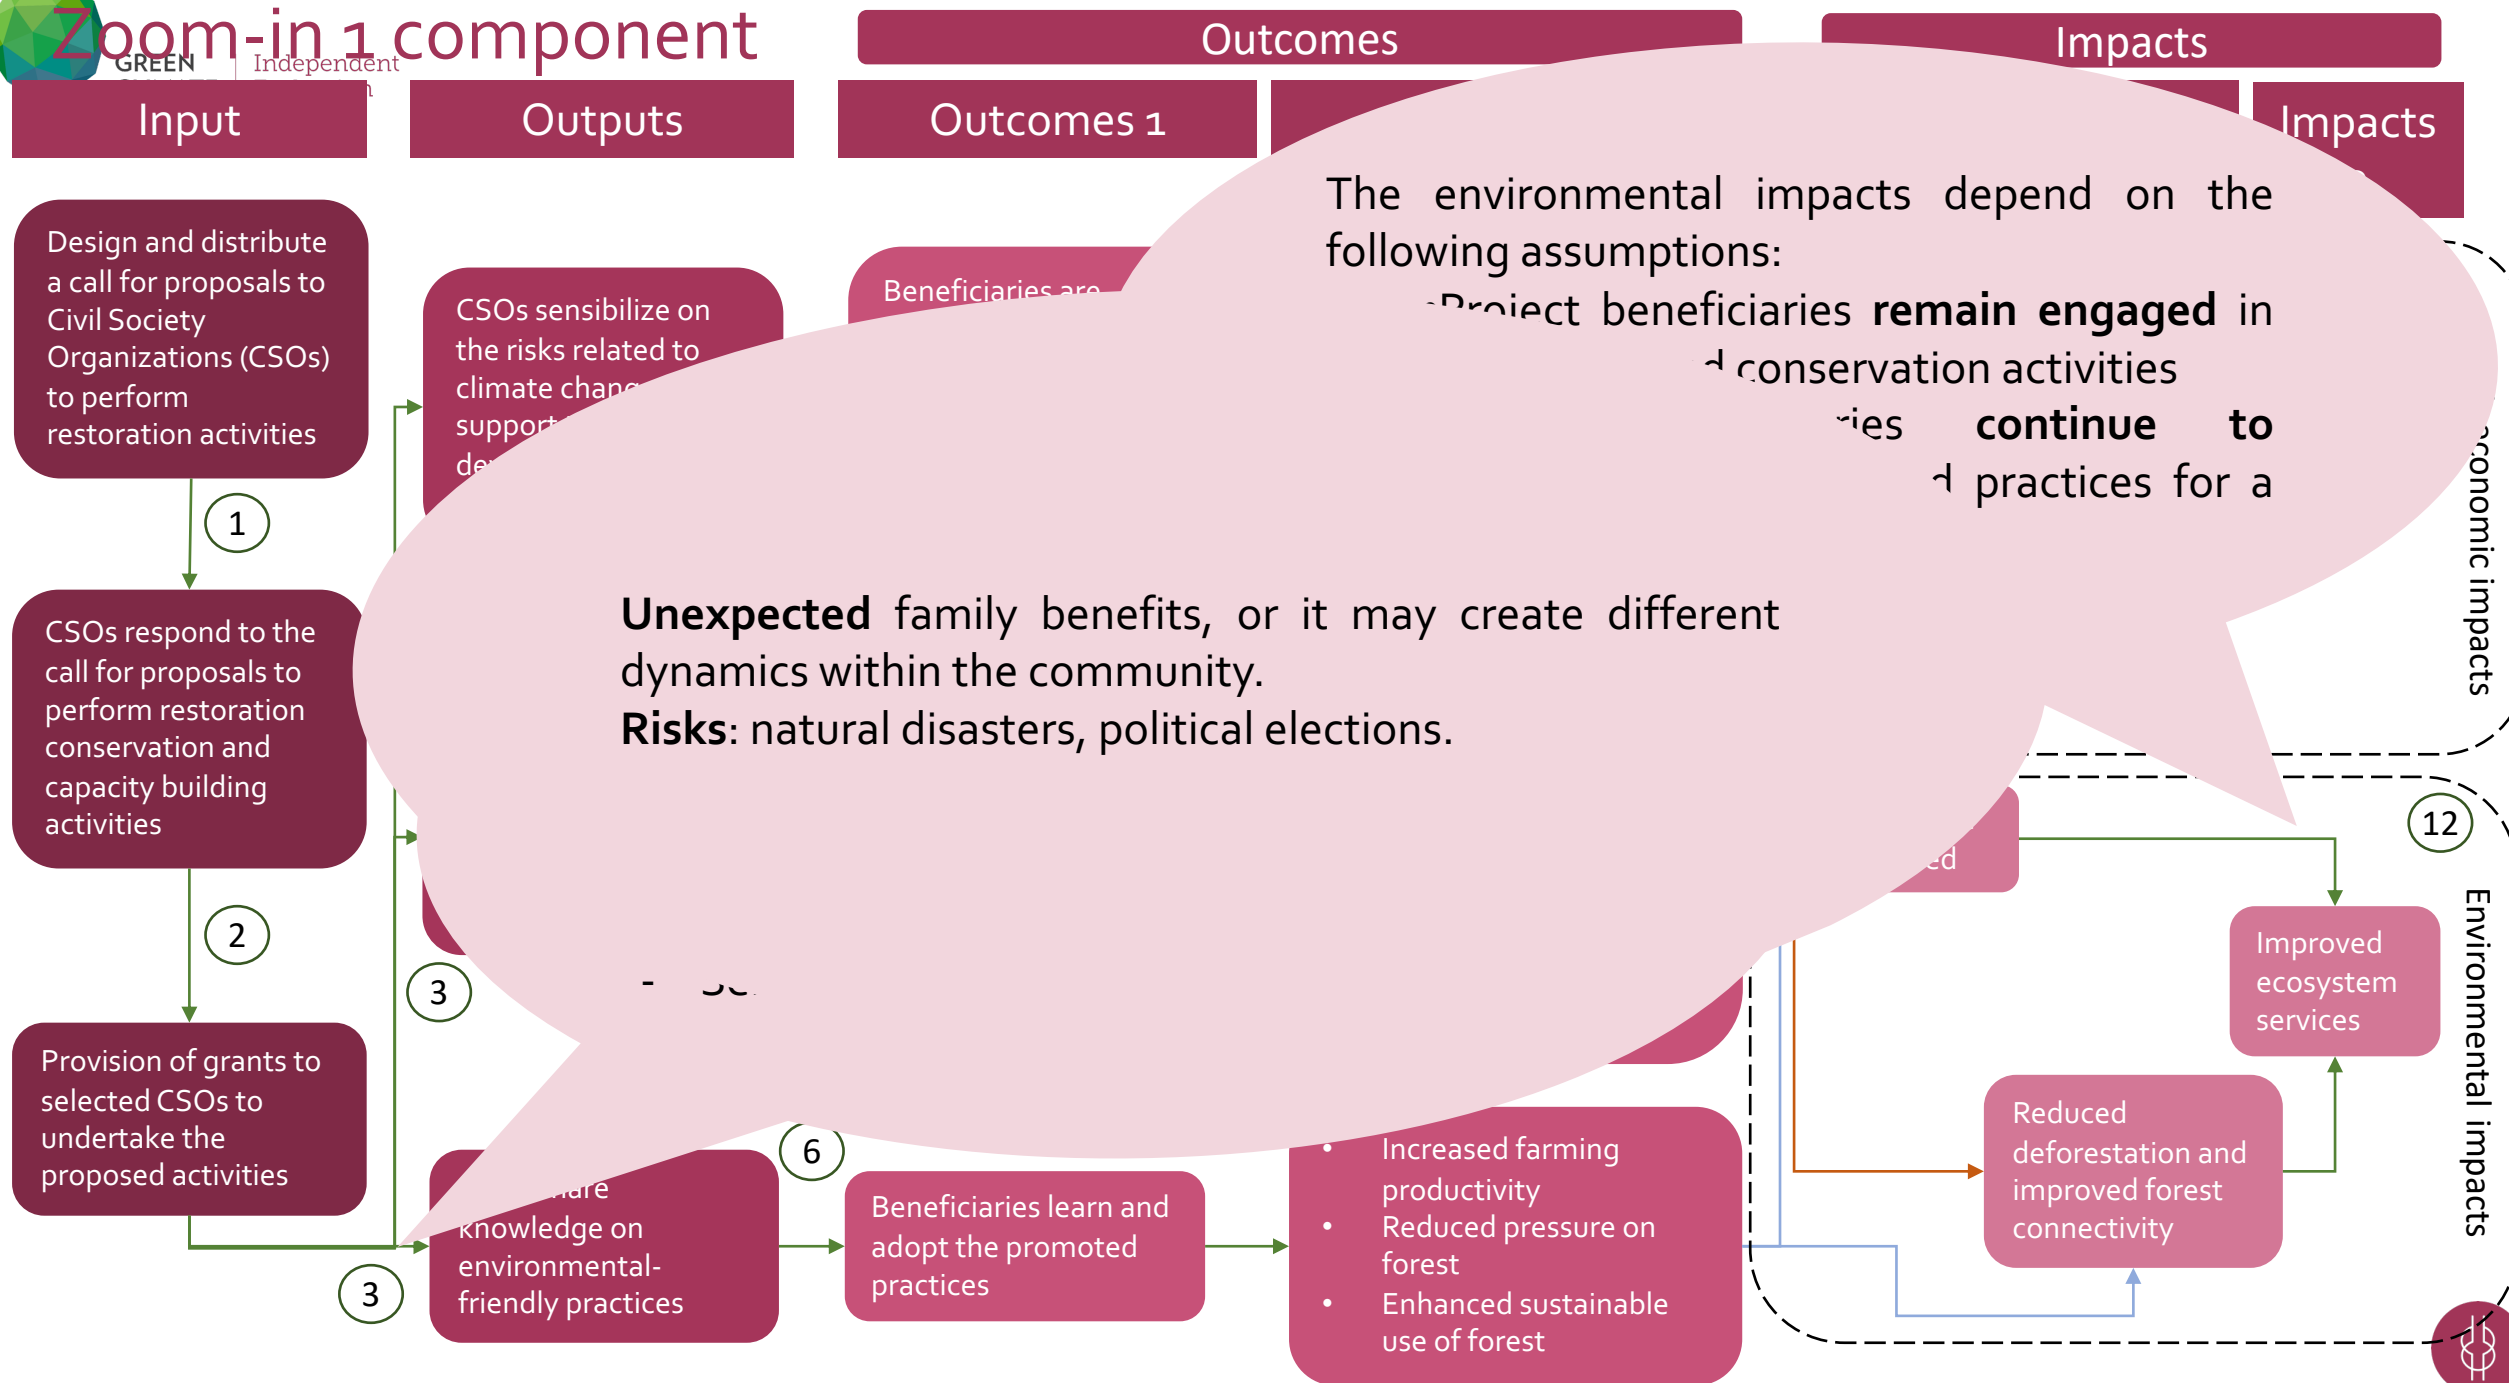 Zoom-in 1 component
GREEN
Independent
Outcomes
Impacts
Input
Outputs
Outcomes 1
Impacts
Design and distribute
a call for proposals to
Civil Society
Organizations (CSOs)
to perform
restoration activities
1
CSOs respond to the
call for proposals to
perform restoration
conservation and
capacity building
activities
2
Provision of grants to
selected CSOs to
undertake the
proposed activities
3
3
CSOs sensibilize on
the risks related to
climate
support
Beneficiaries are
The environmental impacts depend on the
following assumptions:
Project beneficiaries remain engaged in
conservation activities
continue to
practices for a
Unexpected family benefits, or it may create different
dynamics within the community.
Risks: natural disasters, political elections.
-
knowledge on
environmental-
friendly practices
6
Beneficiaries learn and
adopt the promoted
practices
• Increased farming
productivity
• Reduced pressure on
forest
• Enhanced sustainable
use of forest
economic impacts
12
Improved
ecosystem
services
Reduced
deforestation and
improved forest
connectivity
Environmental impacts